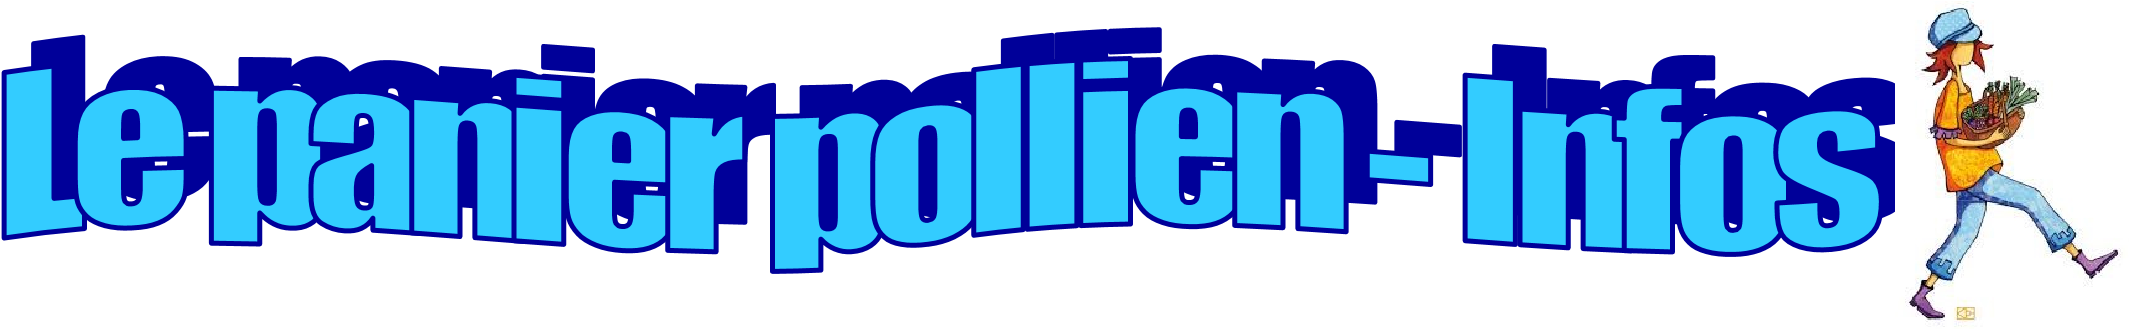 Le panier pollien - Infos